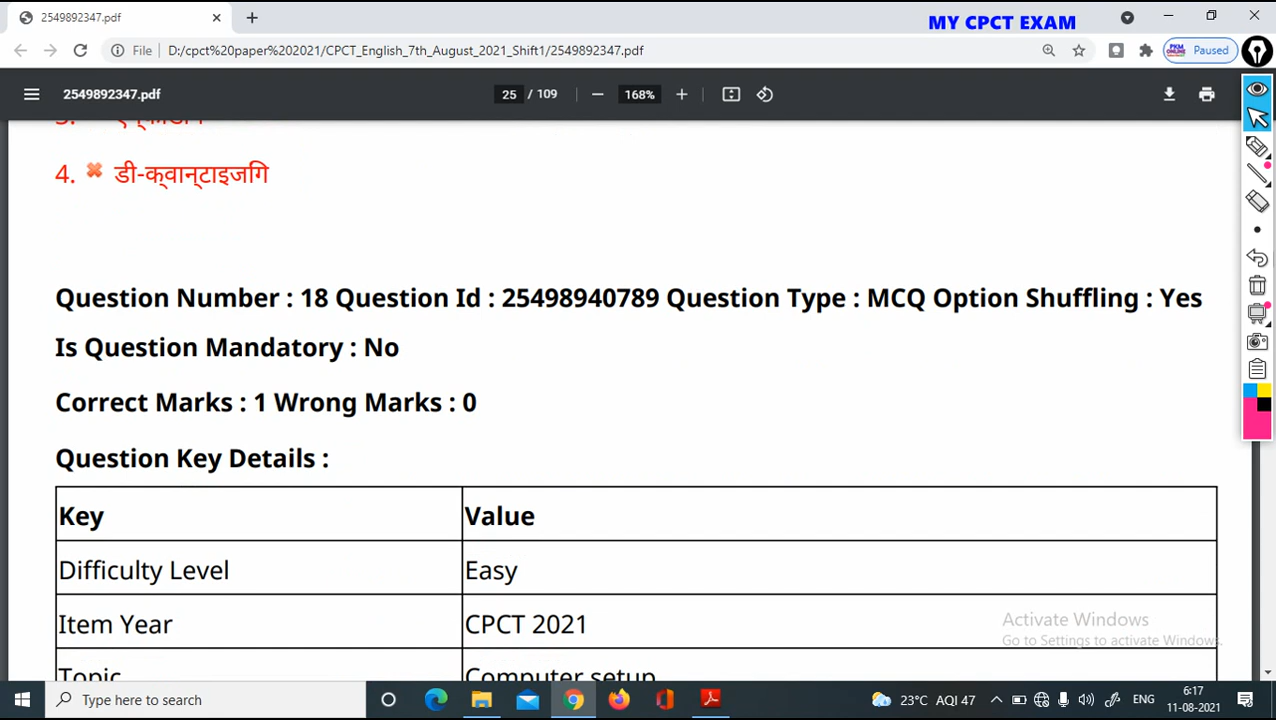 2549892347.pdf
MY CPCT EXAM
File
D:/cpct%20paper%202021/CPCT_English_7th_August_2021_Shift1/2549892347.pdf
Paused
2549892347.pdf
25 / 109
168%
4. डी-क्वान्टाइजगि
Question Number : 18 Question Id : 25498940789 Question Type : MCQ Option Shuffling : Yes
Is Question Mandatory : No
Correct Marks : 1 Wrong Marks : 0
Question Key Details :
Key Value
Difficulty Level Easy
Item Year CPCT 2021
Topic Computer setup
Activate Windows
Go to Settings to activate Windows.
Type here to search
23°C AQI 47
ENG
6:17
11-08-2021